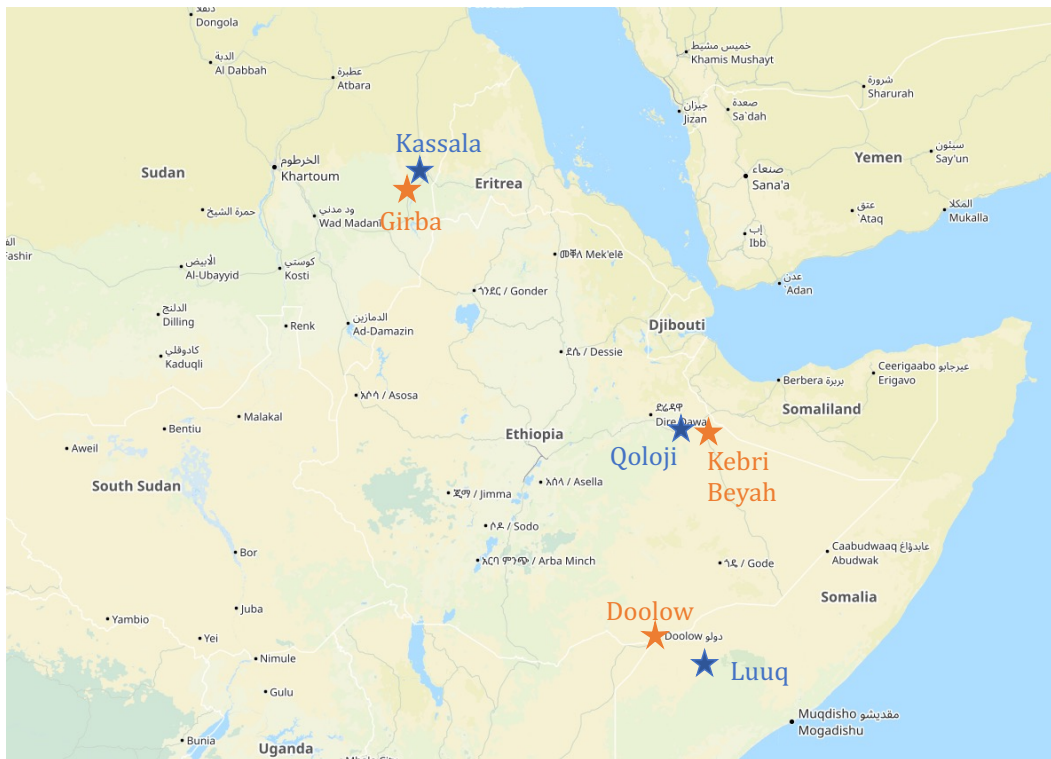 دنقلا
Dongola
خميس مشيط
Khamis Mushayt
الدبة
Al Dabbah
عطبرة
Atbara
شرورة
Sharurah
جيزان
Jizan
صعدة
Sa'dah
Kassala
سيئون
Say'un
Yemen
الخرطوم
Khartoum
Sudan
Eritrea
صنعاء
Sana'a
Girba
حمرة الشيخ
ود مدني
Wad Madani
عتق
'Ataq
المكلا
Mukalla
إب
Ibb
الأبيض
Al-Ubayyid
كوستي
Kosti
መቐለ Mek'elē
عدن
'Adan
ጎንደር / Gonder
الدلنج
Dilling
Renk
الدمازين
Ad-Damazin
Djibouti
كادوقلي
Kaduqli
ደሴ / Dessie
Berbera بربرة
Ceerigaabo عيرجابو
Erigavo
አሶሳ / Asosa
Malakal
ድሬዳዋ
Dire Dawa
Somaliland
Bentiu
Aweil
Ethiopia
Qoloji
Kebri
Beyah
South Sudan
ጂማ / Jimma
አሰላ / Asella
ሶዶ / Sodo
Bor
አርባ ምንጭ / Arba Minch
ጎዴ / Gode
Caabudwaaq
Abudwak
Somalia
Juba
Yambio
Doolow
Yei
Doolow دولو
Nimule
Luuq
Gulu
Muqdisho مقديشو
Mogadishu
Bunia
Uganda